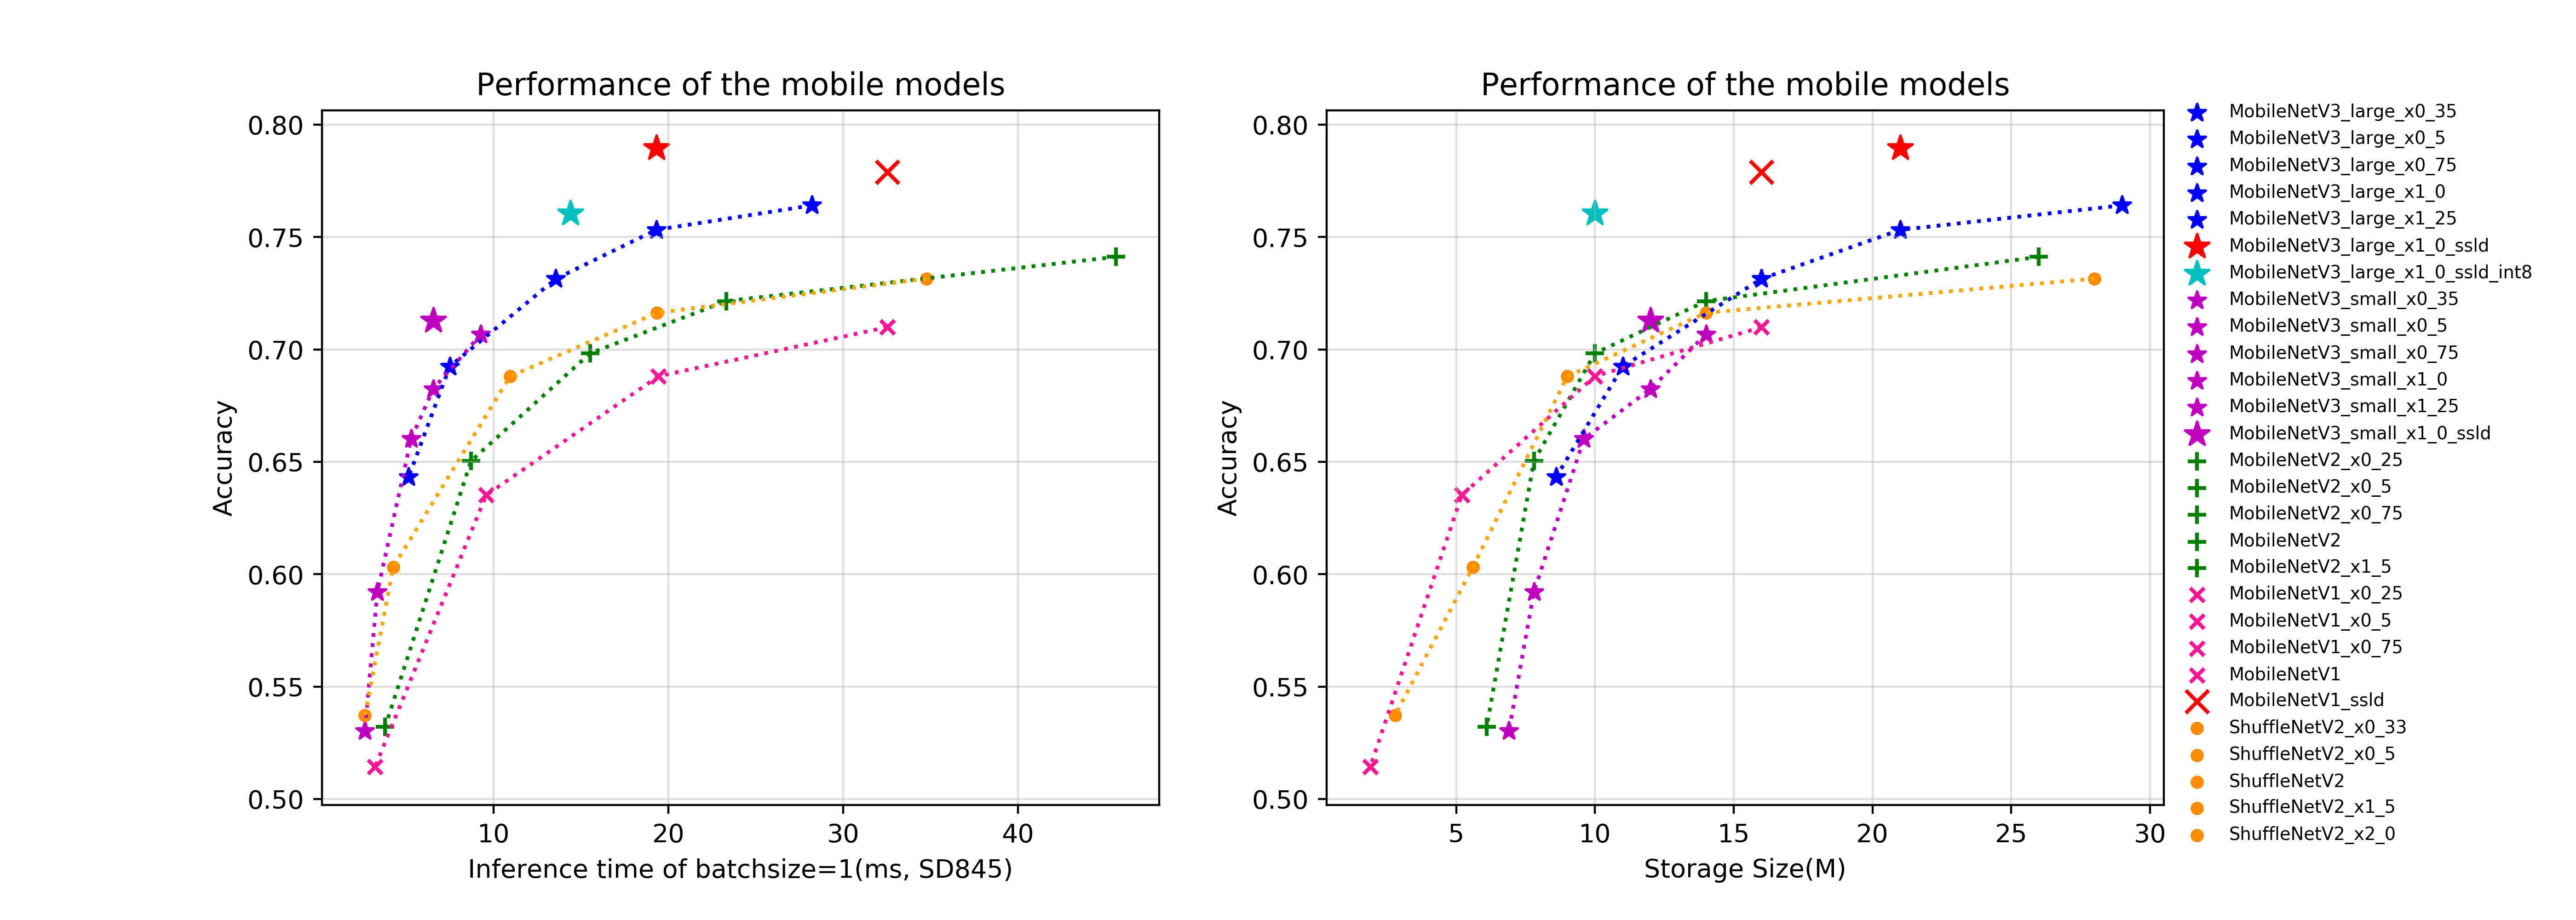 Performance of the mobile models
0.80
0.75
0.70
0.65
0.60
0.55
0.50
Accuracy
10 20 30 40
Inference time of batchsize=1(ms, SD845)
Performance of the mobile models
0.80
0.75
0.70
0.65
0.60
0.55
0.50
Accuracy
5 10 15 20 25 30
Storage Size(M)
MobileNetV3_large_x0_35
MobileNetV3_large_x0_5
MobileNetV3_large_x0_75
MobileNetV3_large_x1_0
MobileNetV3_large_x1_25
MobileNetV3_large_x1_0_ssld
MobileNetV3_large_x1_0_ssld_int8
MobileNetV3_small_x0_35
MobileNetV3_small_x0_5
MobileNetV3_small_x0_75
MobileNetV3_small_x1_0
MobileNetV3_small_x1_25
MobileNetV3_small_x1_0_ssld
MobileNetV2_x0_25
MobileNetV2_x0_5
MobileNetV2_x0_75
MobileNetV2
MobileNetV2_x1_5
MobileNetV1_x0_25
MobileNetV1_x0_5
MobileNetV1_x0_75
MobileNetV1
MobileNetV1_ssld
ShuffleNetV2_x0_33
ShuffleNetV2_x0_5
ShuffleNetV2
ShuffleNetV2_x1_5
ShuffleNetV2_x2_0